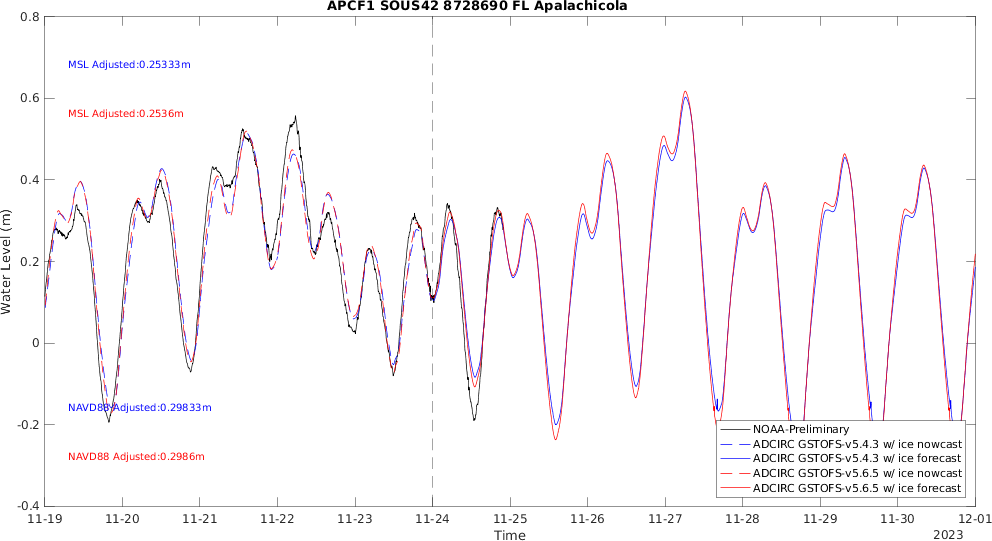 APCF1 SOUS42 8728690 FL Apalachicola
0.8
0.6
0.4
0.2
0
-0.2
-0.4
Water Level (m)
MSL Adjusted:0.25333m
MSL Adjusted:0.2536m
NAVD88 Adjusted:0.29833m
NAVD88 Adjusted:0.2986m
NOAA-Preliminary
ADCIRC GSTOFS-v5.4.3 w/ ice nowcast
ADCIRC GSTOFS-v5.4.3 w/ ice forecast
ADCIRC GSTOFS-v5.6.5 w/ ice nowcast
ADCIRC GSTOFS-v5.6.5 w/ ice forecast
11-19 11-20 11-21 11-22 11-23 11-24 11-25 11-26 11-27 11-28 11-29 11-30 12-01
Time
2023